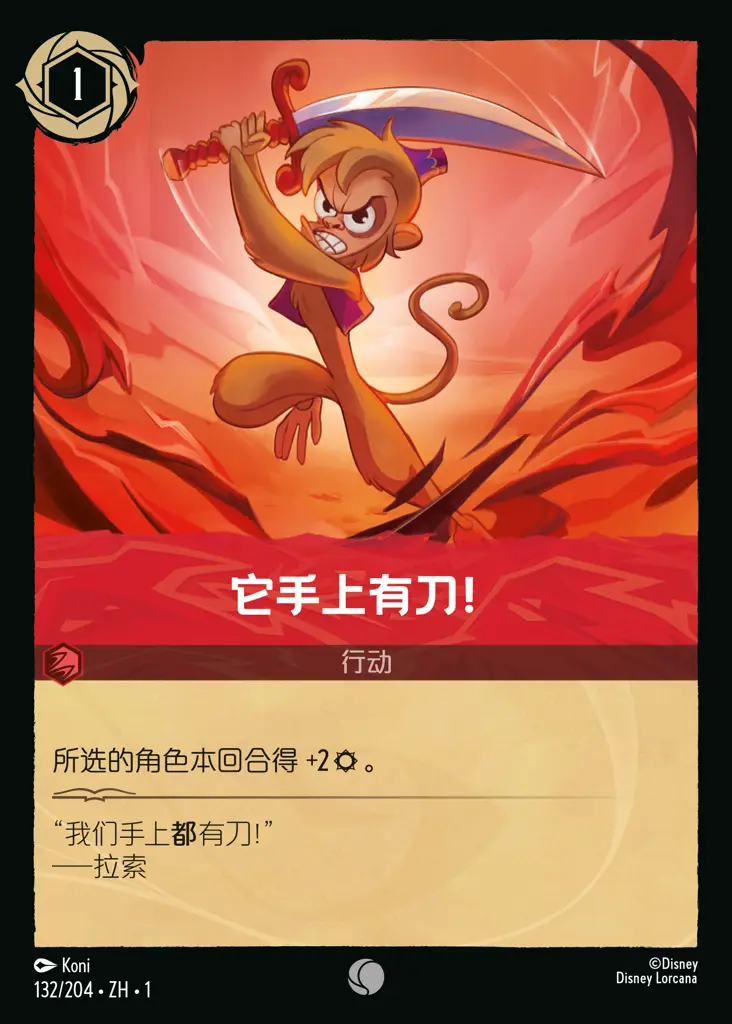 1
它手上有刀!
行动
所选的角色本回合得 +2 。
“我们手上都有刀!”
——拉索
Koni
132/204 • ZH • 1
©Disney
Disney Lorcana